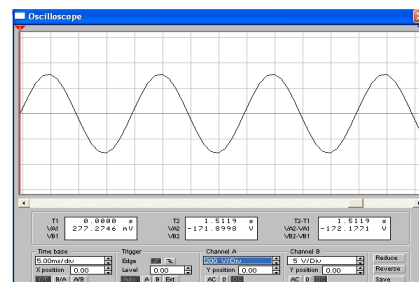 Oscilloscope
T1 0.0000 s T2 1.5119 s T2-T1 1.5119 s
VA1 277.2746 mV VA2 -171.8998 V VA2-VA1 -172.1771 V
VB1 VB2 VB2-VB1
Time base Trigger Channel A Channel B
5.00ms/div Edge 200 V/Div 5 V/Div Reduce
X position 0.00 Level 0.00 Y position 0.00 Y position 0.00 Reverse
B/A A/B A B Ext AC 0 AC 0 Save